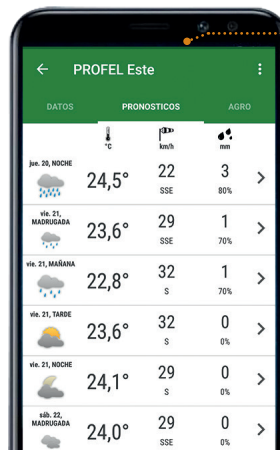 PROFEL Este
DATOS PRONOSTICOS AGRO
°C km/h mm
jue. 20, NOCHE
24,5° 22 3
SSE 80%
vie. 21,
MADRUGADA
23,6° 29 1
SSE 70%
vie. 21, MAÑANA
22,8° 32 1
S 70%
vie. 21, TARDE
23,6° 32 0
S 0%
vie. 21, NOCHE
24,1° 29 0
S 0%
sáb. 22,
MADRUGADA
24,0° 29 0
SSE 0%